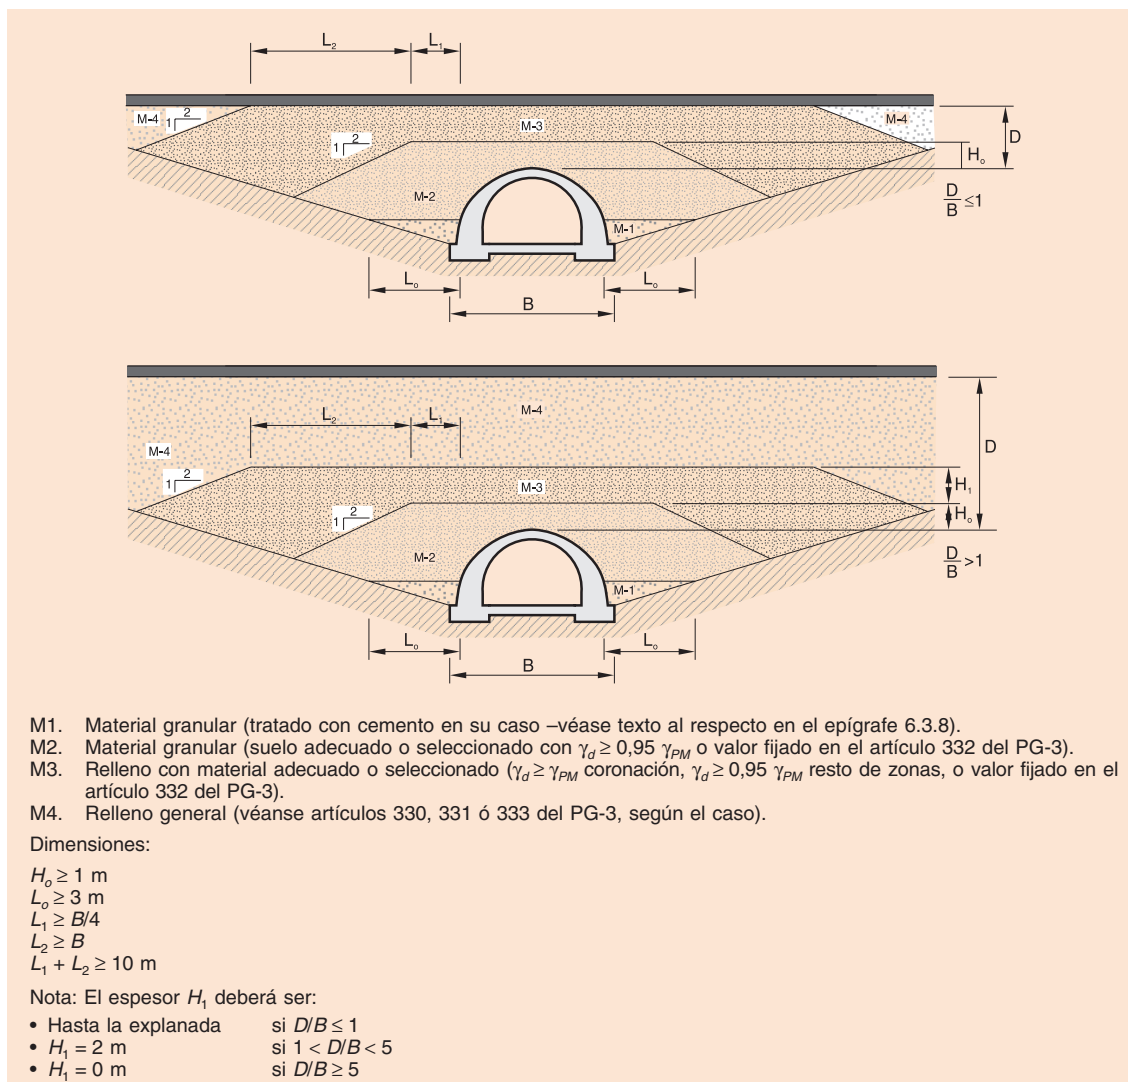 L₂ L₁
M-4 1 2 M-3 M-4 D
1 2 Hₒ
M-2 D/B ≤1
M-1
Lₒ Lₒ
B
M-4
L₂ L₁
M-4 D
1 2 M-3 H₁
1 2 Hₒ
M-2 D/B >1
M-1
Lₒ Lₒ
B
M1. Material granular (tratado con cemento en su caso –véase texto al respecto en el epígrafe 6.3.8).
M2. Material granular (suelo adecuado o seleccionado con γd ≥ 0,95 γPM o valor fijado en el artículo 332 del PG-3).
M3. Relleno con material adecuado o seleccionado (γd ≥ γPM coronación, γd ≥ 0,95 γPM resto de zonas, o valor fijado en el
artículo 332 del PG-3).
M4. Relleno general (véanse artículos 330, 331 ó 333 del PG-3, según el caso).
Dimensiones:
Hₒ ≥ 1 m
Lₒ ≥ 3 m
L₁ ≥ B/4
L₂ ≥ B
L₁ + L₂ ≥ 10 m
Nota: El espesor H₁ deberá ser:
• Hasta la explanada si D/B ≤ 1
• H₁ = 2 m si 1 < D/B < 5
• H₁ = 0 m si D/B ≥ 5